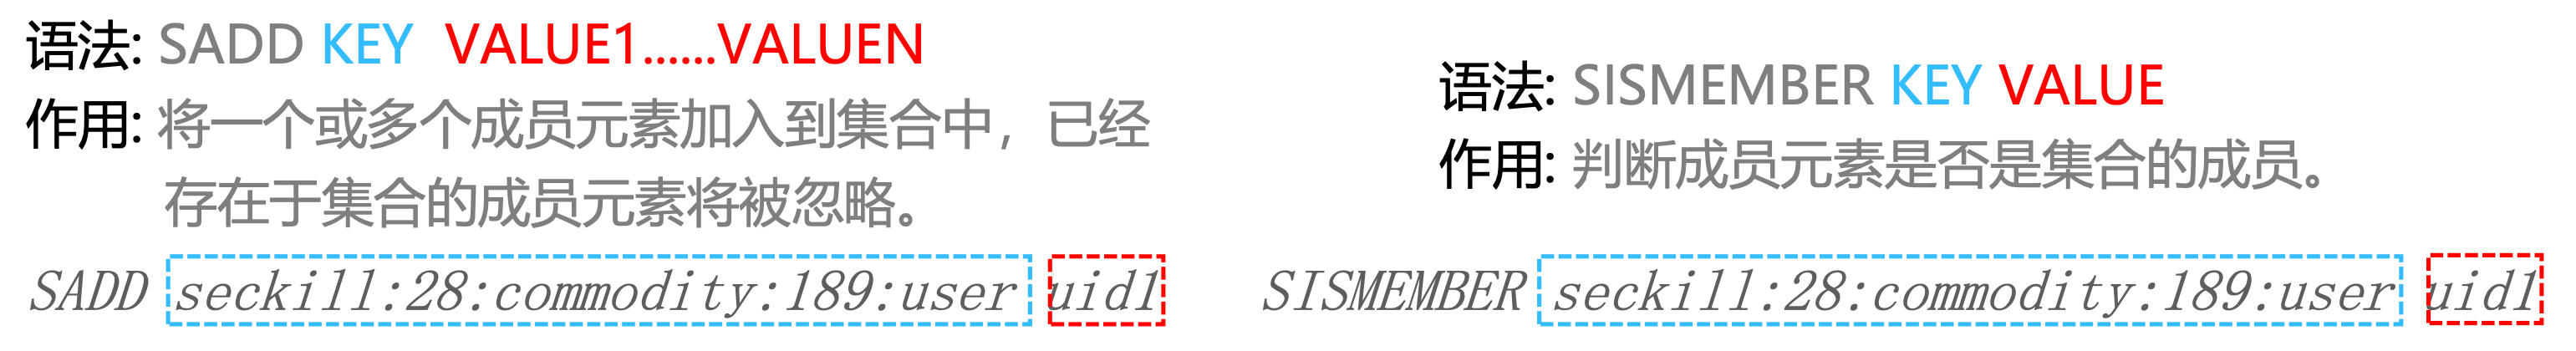 语法: SADD KEY VALUE1......VALUEN
作用: 将一个或多个成员元素加入到集合中，已经
存在于集合的成员元素将被忽略。
SADD seckill:28:commodity:189:user uid1
语法: SISMEMBER KEY VALUE
作用: 判断成员元素是否是集合的成员。
SISMEMBER seckill:28:commodity:189:user uid1